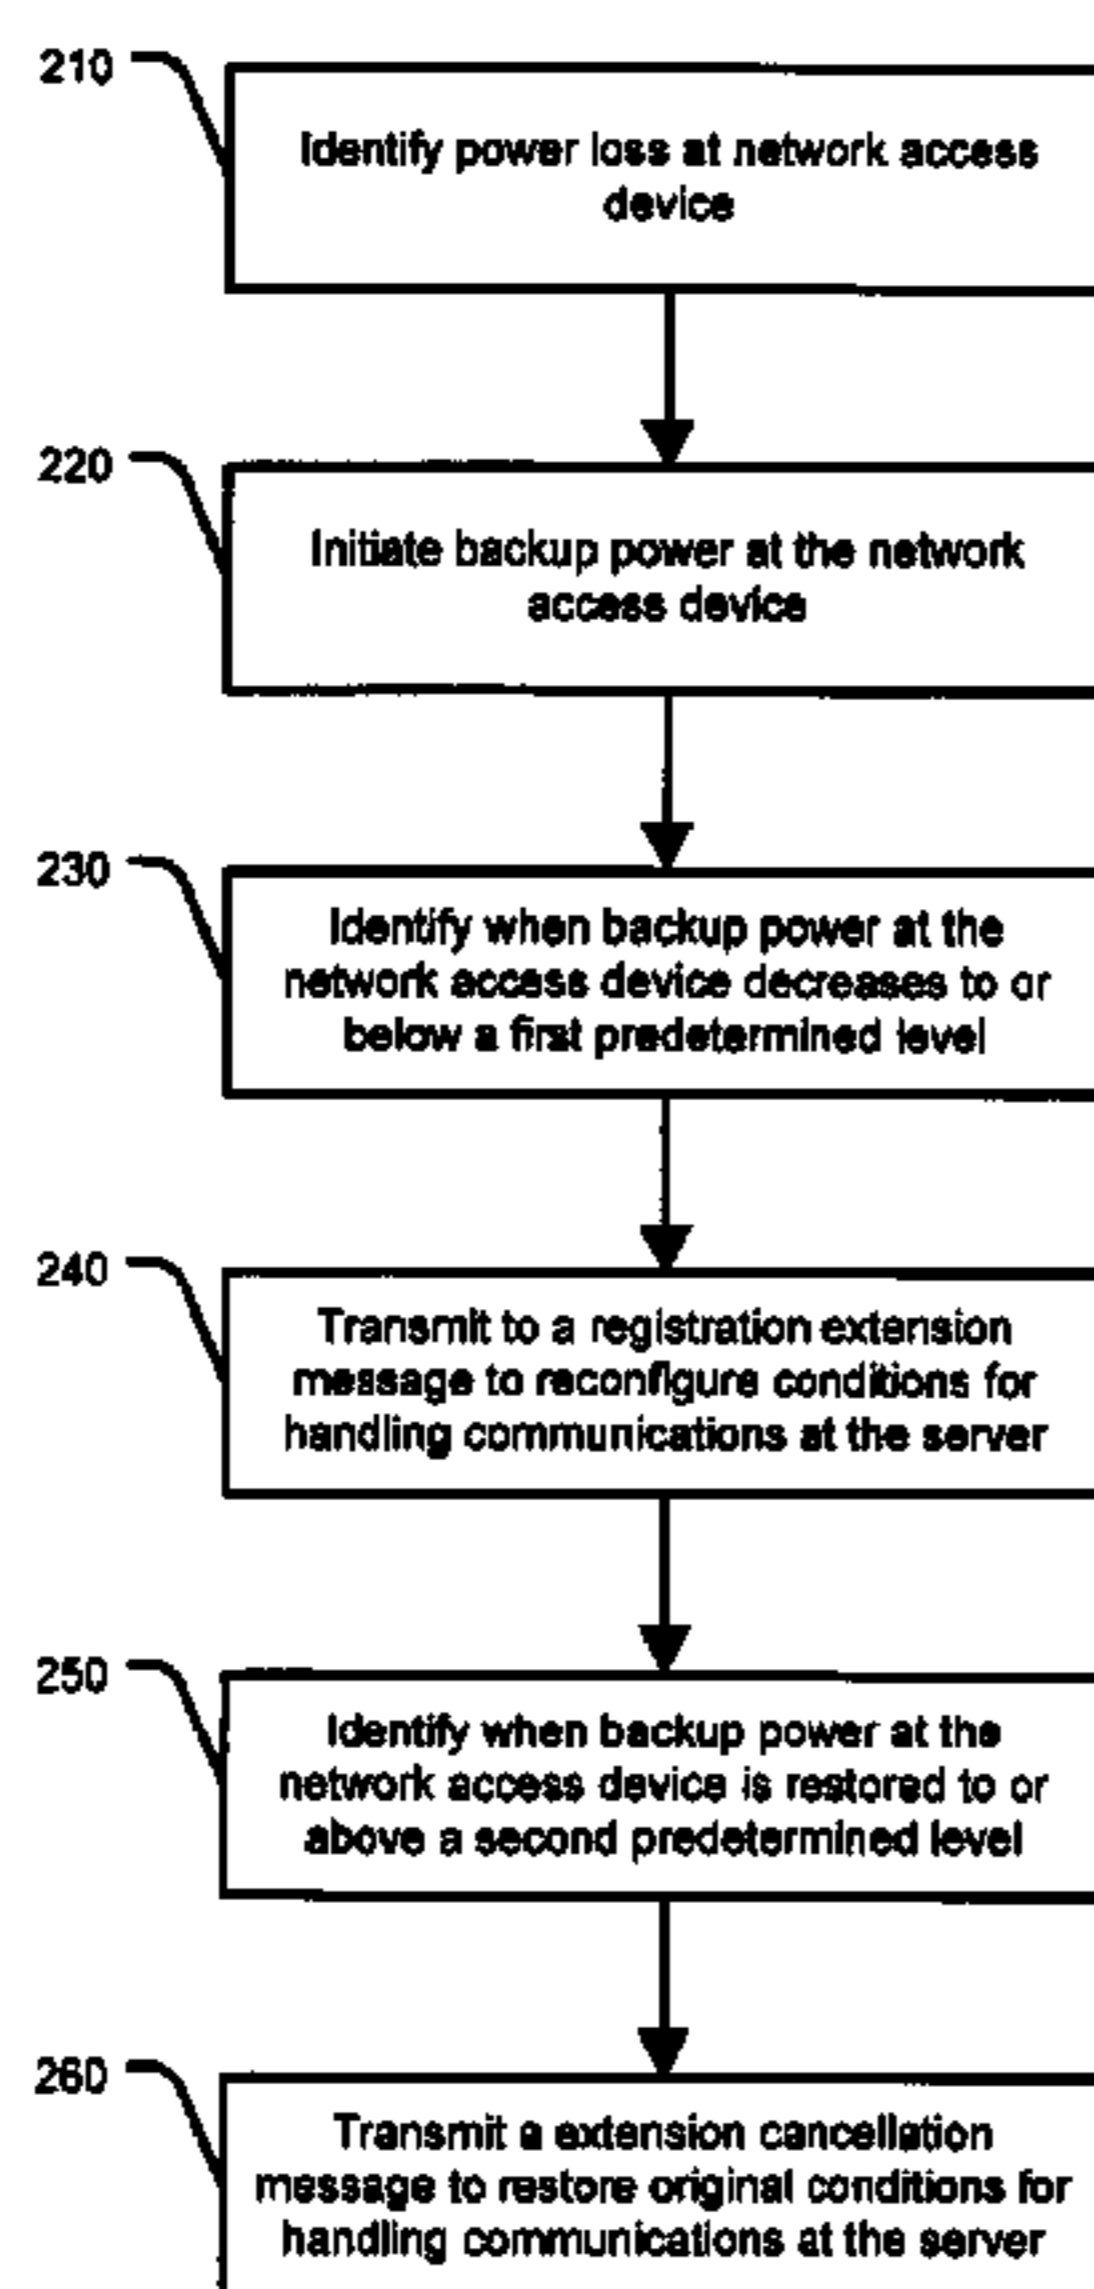 210
Identify power loss at network access
device
220
Initiate backup power at the network
access device
230
Identify when backup power at the
network access device decreases to or
below a first predetermined level
240
Transmit to a registration extension
message to reconfigure conditions for
handling communications at the server
250
Identify when backup power at the
network access device is restored to or
above a second predetermined level
260
Transmit a extension cancellation
message to restore original conditions for
handling communications at the server